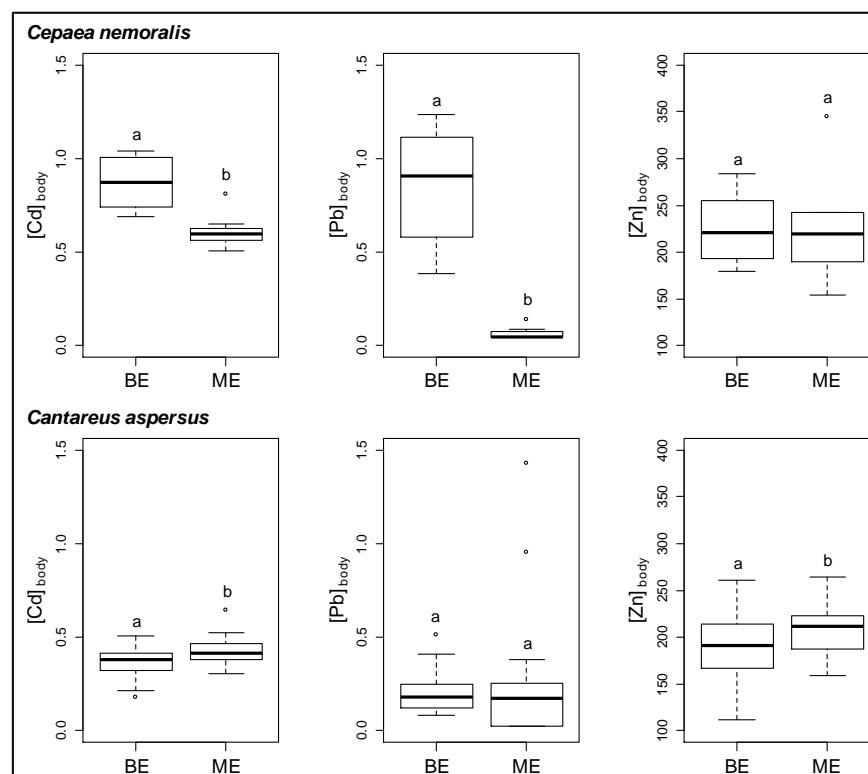 Cepaea nemoralis
[Cd] body
1.5
1.0
0.5
0.0
a
b
BE
ME
[Pb] body
1.5
1.0
0.5
0.0
a
b
BE
ME
[Zn] body
400
350
300
250
200
150
100
a
a
BE
ME
Cantareus aspersus
[Cd] body
1.5
1.0
0.5
0.0
a
b
BE
ME
[Pb] body
1.5
1.0
0.5
0.0
a
a
BE
ME
[Zn] body
400
350
300
250
200
150
100
a
b
BE
ME